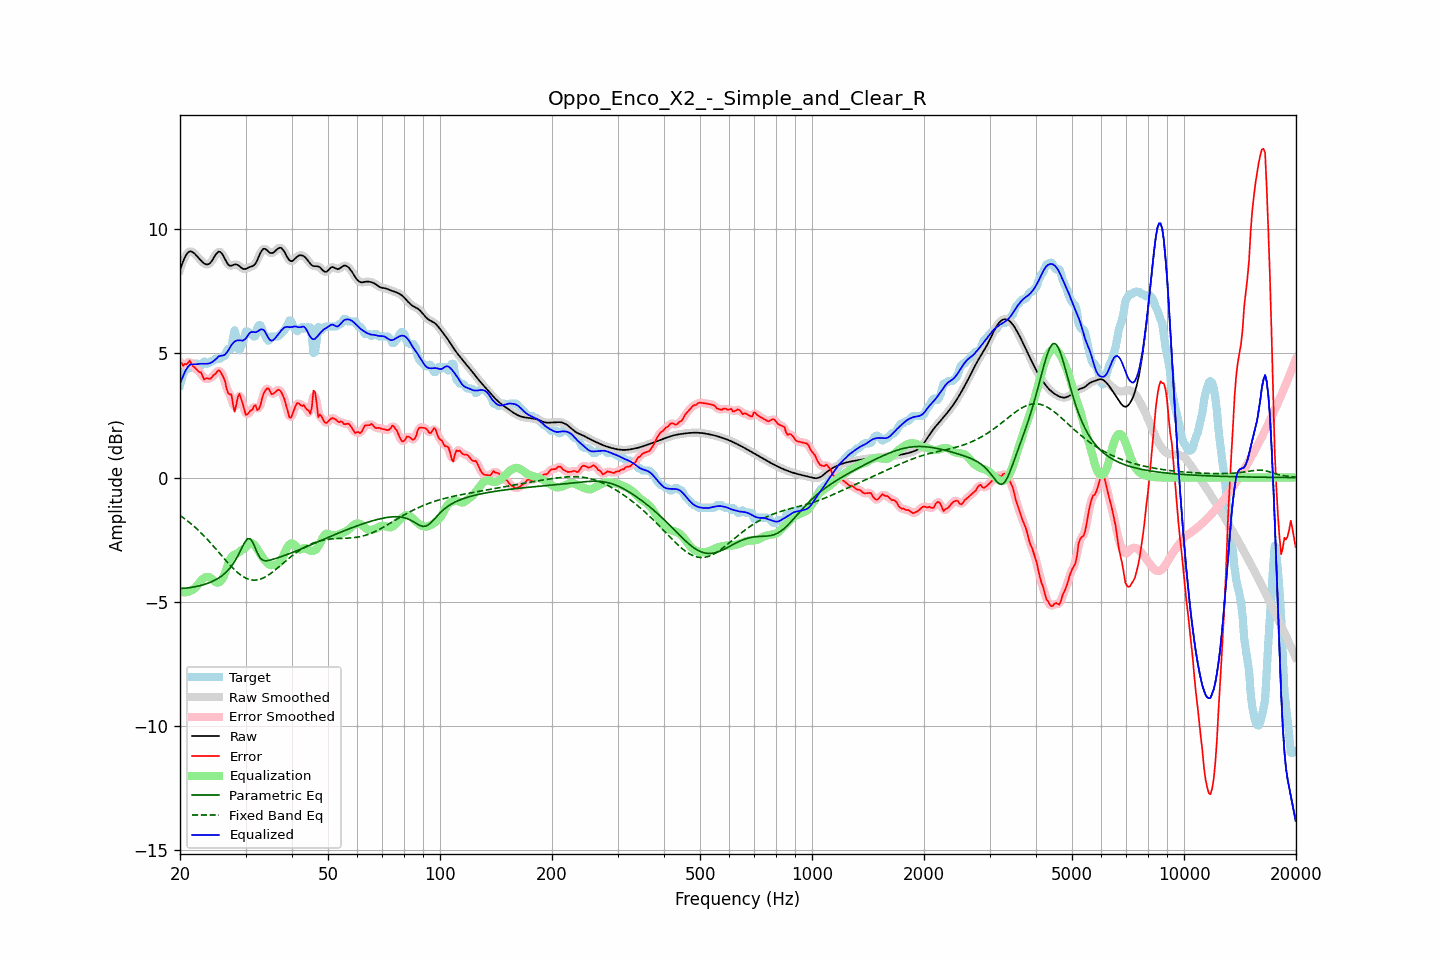 Oppo_Enco_X2_-_Simple_and_Clear_R
Amplitude (dBr)
10
5
0
−5
−10
−15
Target
Raw Smoothed
Error Smoothed
Raw
Error
Equalization
Parametric Eq
Fixed Band Eq
Equalized
20 50 100 200 500 1000 2000 5000 10000 20000
Frequency (Hz)